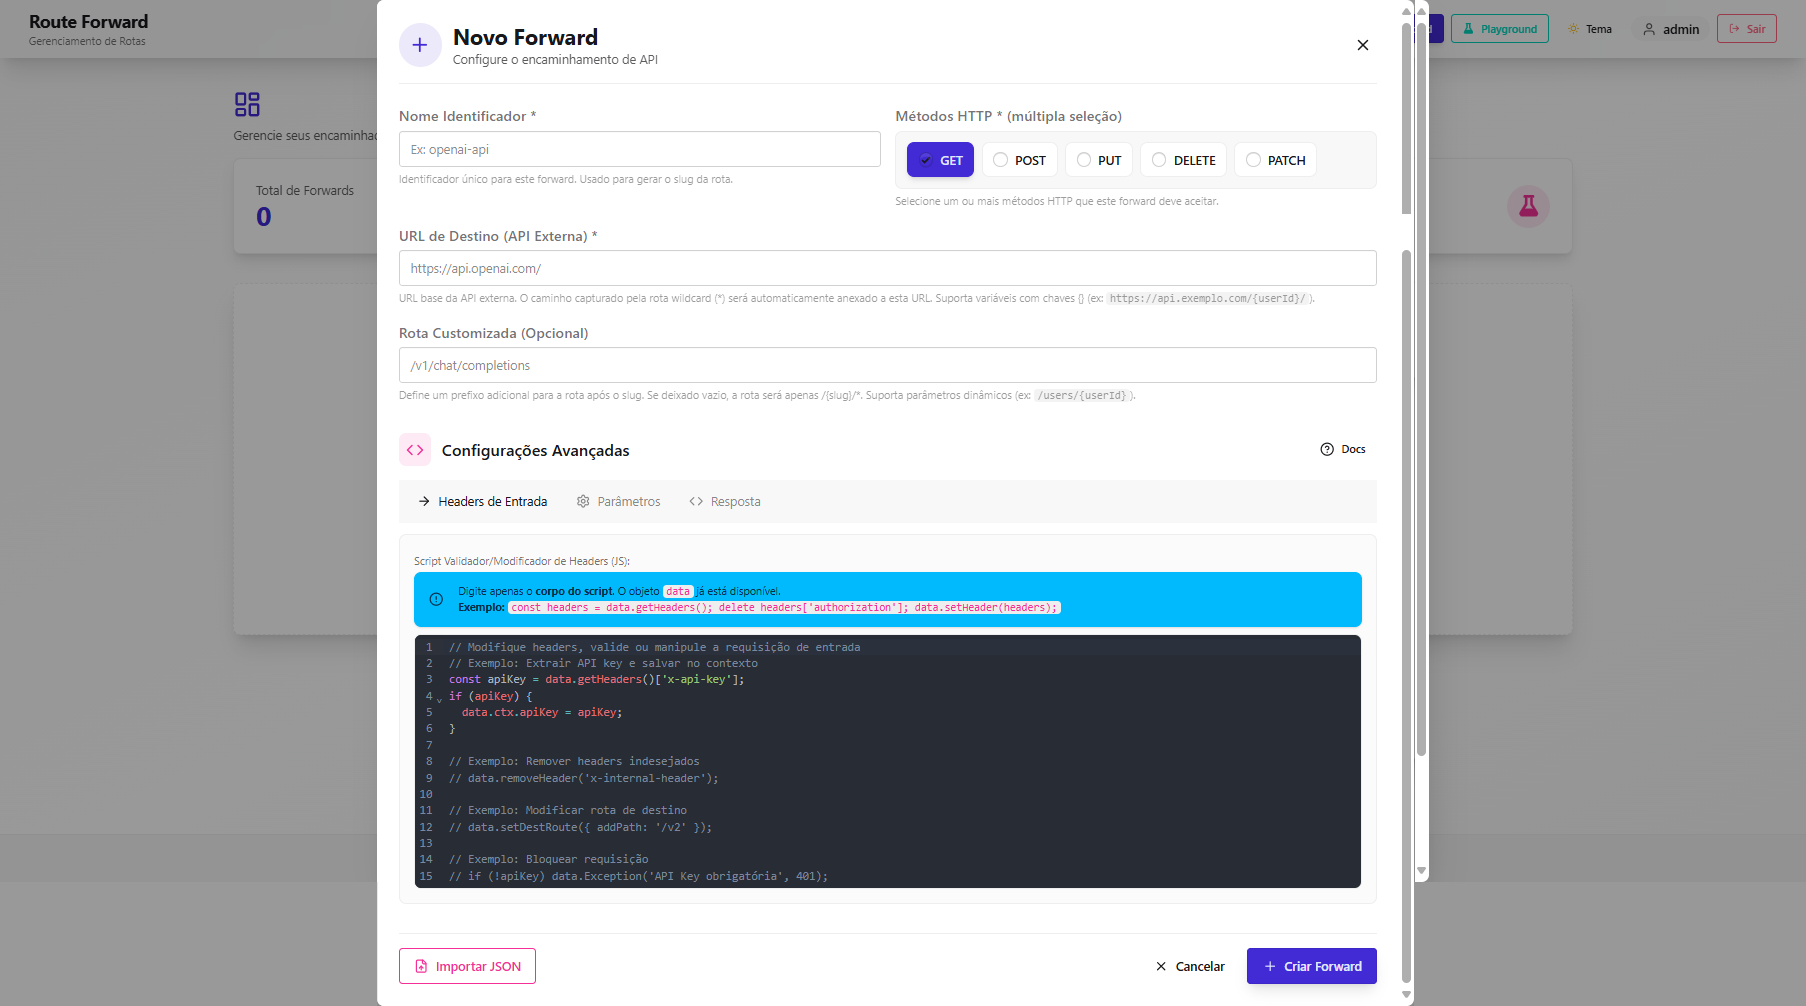 Route Forward
Gerenciamento de Rotas
Playground
Tema
admin
Sair
Gerencie seus encaminhad
Total de Forwards
0
Novo Forward
Configure o encaminhamento de API
Nome Identificador *
Ex: openai-api
Identificador único para este forward. Usado para gerar o slug da rota.
Métodos HTTP * (múltipla seleção)
GET
POST
PUT
DELETE
PATCH
Selecione um ou mais métodos HTTP que este forward deve aceitar.
URL de Destino (API Externa) *
https://api.openai.com/
URL base da API externa. O caminho capturado pela rota wildcard (*) será automaticamente anexado a esta URL. Suporta variáveis com chaves {} (ex: https://api.exemplo.com/{userId}/ ).
Rota Customizada (Opcional)
/v1/chat/completions
Define um prefixo adicional para a rota após o slug. Se deixado vazio, a rota será apenas /{slug}/*. Suporta parâmetros dinâmicos (ex: /users/{userId} ).
Configurações Avançadas
Docs
Headers de Entrada
Parâmetros
Resposta
Script Validador/Modificador de Headers (JS):
Digite apenas o corpo do script. O objeto data já está disponível.
Exemplo: const headers = data.getHeaders(); delete headers['authorization']; data.setHeader(headers);
1 // Modifique headers, valide ou manipule a requisição de entrada
2 // Exemplo: Extrair API key e salvar no contexto
3 const apiKey = data.getHeaders()['x-api-key'];
4 if (apiKey) {
5 data.ctx.apiKey = apiKey;
6 }
7
8 // Exemplo: Remover headers indesejados
9 // data.removeHeader('x-internal-header');
10
11 // Exemplo: Modificar rota de destino
12 // data.setDestRoute({ addPath: '/v2' });
13
14 // Exemplo: Bloquear requisição
15 // if (!apiKey) data.Exception('API Key obrigatória', 401);
Importar JSON
Cancelar
Criar Forward